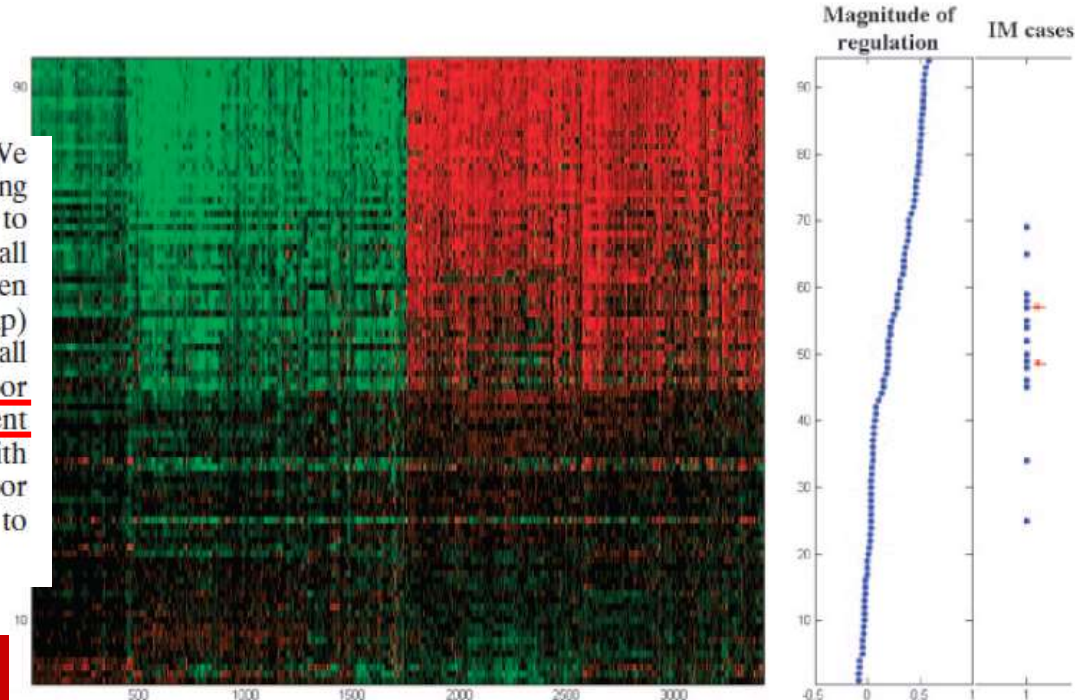 Magnitude of
regulation
IM cases
90
ng
to
all
en
p)
all
or
ent
ith
or
to
10
500 1000 1500 2000 2500 3000
90
80
70
60
50
40
30
20
10
-0.5 0 0.5 1 1